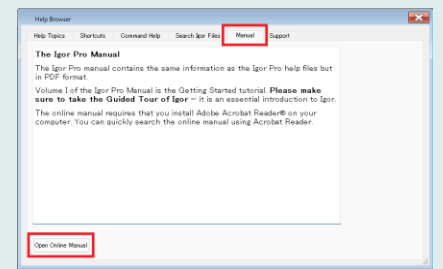 Help Browser
Help Topics Shortcuts Command Help Search Igor Files Manual Support
The Igor Pro Manual
The Igor Pro manual contains the same information as the Igor Pro help files but
in PDF format.
Volume I of the Igor Pro Manual is the Getting Started tutorial. Please make
sure to take the Guided Tour of Igor — it is an essential introduction to Igor.
The online manual requires that you install Adobe Acrobat Reader® on your
computer. You can quickly search the online manual using Acrobat Reader.
Open Online Manual